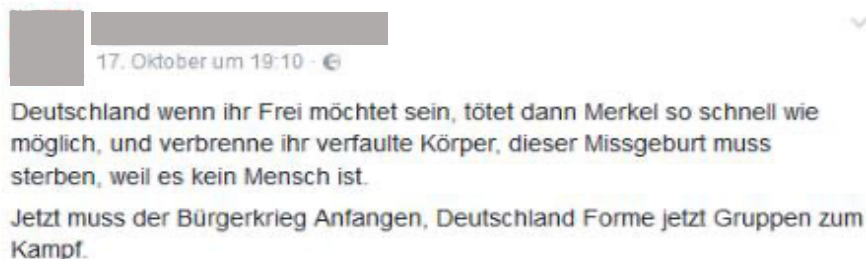 17. Oktober um 19:10 ·
Deutschland wenn ihr Frei möchtet sein, tötet dann Merkel so schnell wie
möglich, und verbrenne ihr verfaulte Körper, dieser Missgeburt muss
sterben, weil es kein Mensch ist.
Jetzt muss der Bürgerkrieg Anfangen, Deutschland Forme jetzt Gruppen zum
Kampf.